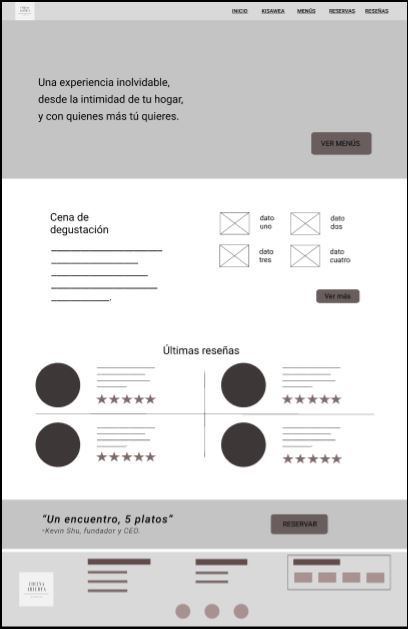 INICIO KISAWEA MENÚS RESERVAS RESEÑAS
Una experiencia inolvidable,
desde la intimidad de tu hogar,
y con quienes más tú quieres.
VER MENÚS
Cena de
degustación
dato
uno
dato
dos
dato
tres
dato
cuatro
Ver más
Últimas reseñas
“Un encuentro, 5 platos”
-Kevin Shu, fundador y CEO.
RESERVAR
COCINA
ABIERTA